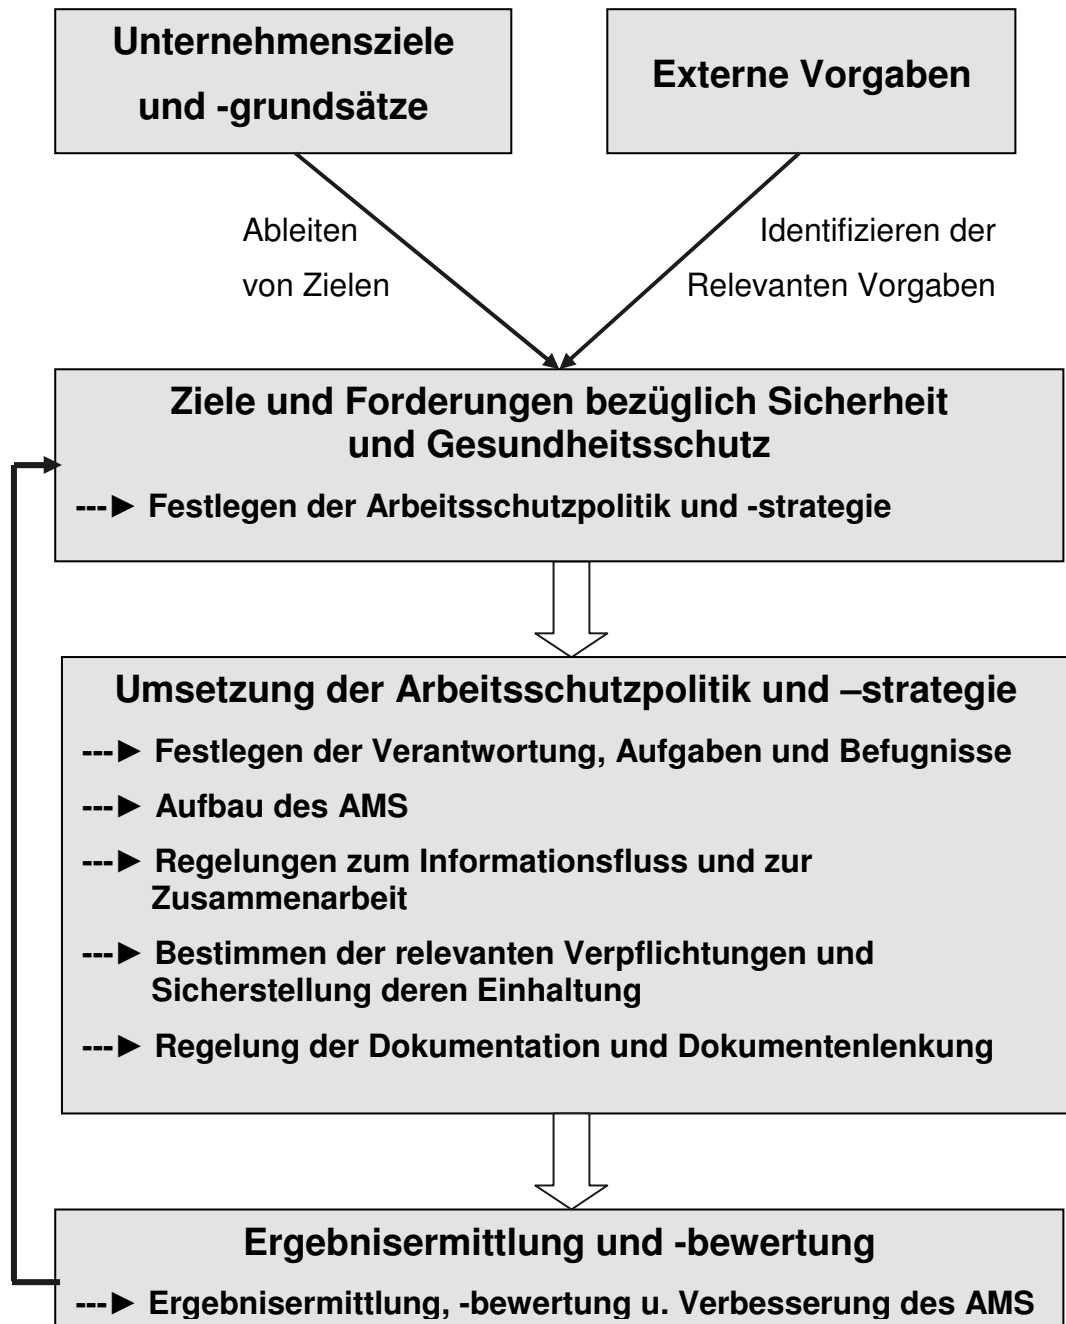 Unternehmensziele
und -grundsätze
Externe Vorgaben
Ableiten
von Zielen
Identifizieren der
Relevanten Vorgaben
Ziele und Forderungen bezüglich Sicherheit
und Gesundheitsschutz
---► Festlegen der Arbeitsschutzpolitik und -strategie
Umsetzung der Arbeitsschutzpolitik und –strategie
---► Festlegen der Verantwortung, Aufgaben und Befugnisse
---► Aufbau des AMS
---► Regelungen zum Informationsfluss und zur
Zusammenarbeit
---► Bestimmen der relevanten Verpflichtungen und
Sicherstellung deren Einhaltung
---► Regelung der Dokumentation und Dokumentenlenkung
Ergebnisermittlung und -bewertung
---► Ergebnisermittlung, -bewertung u. Verbesserung des AMS